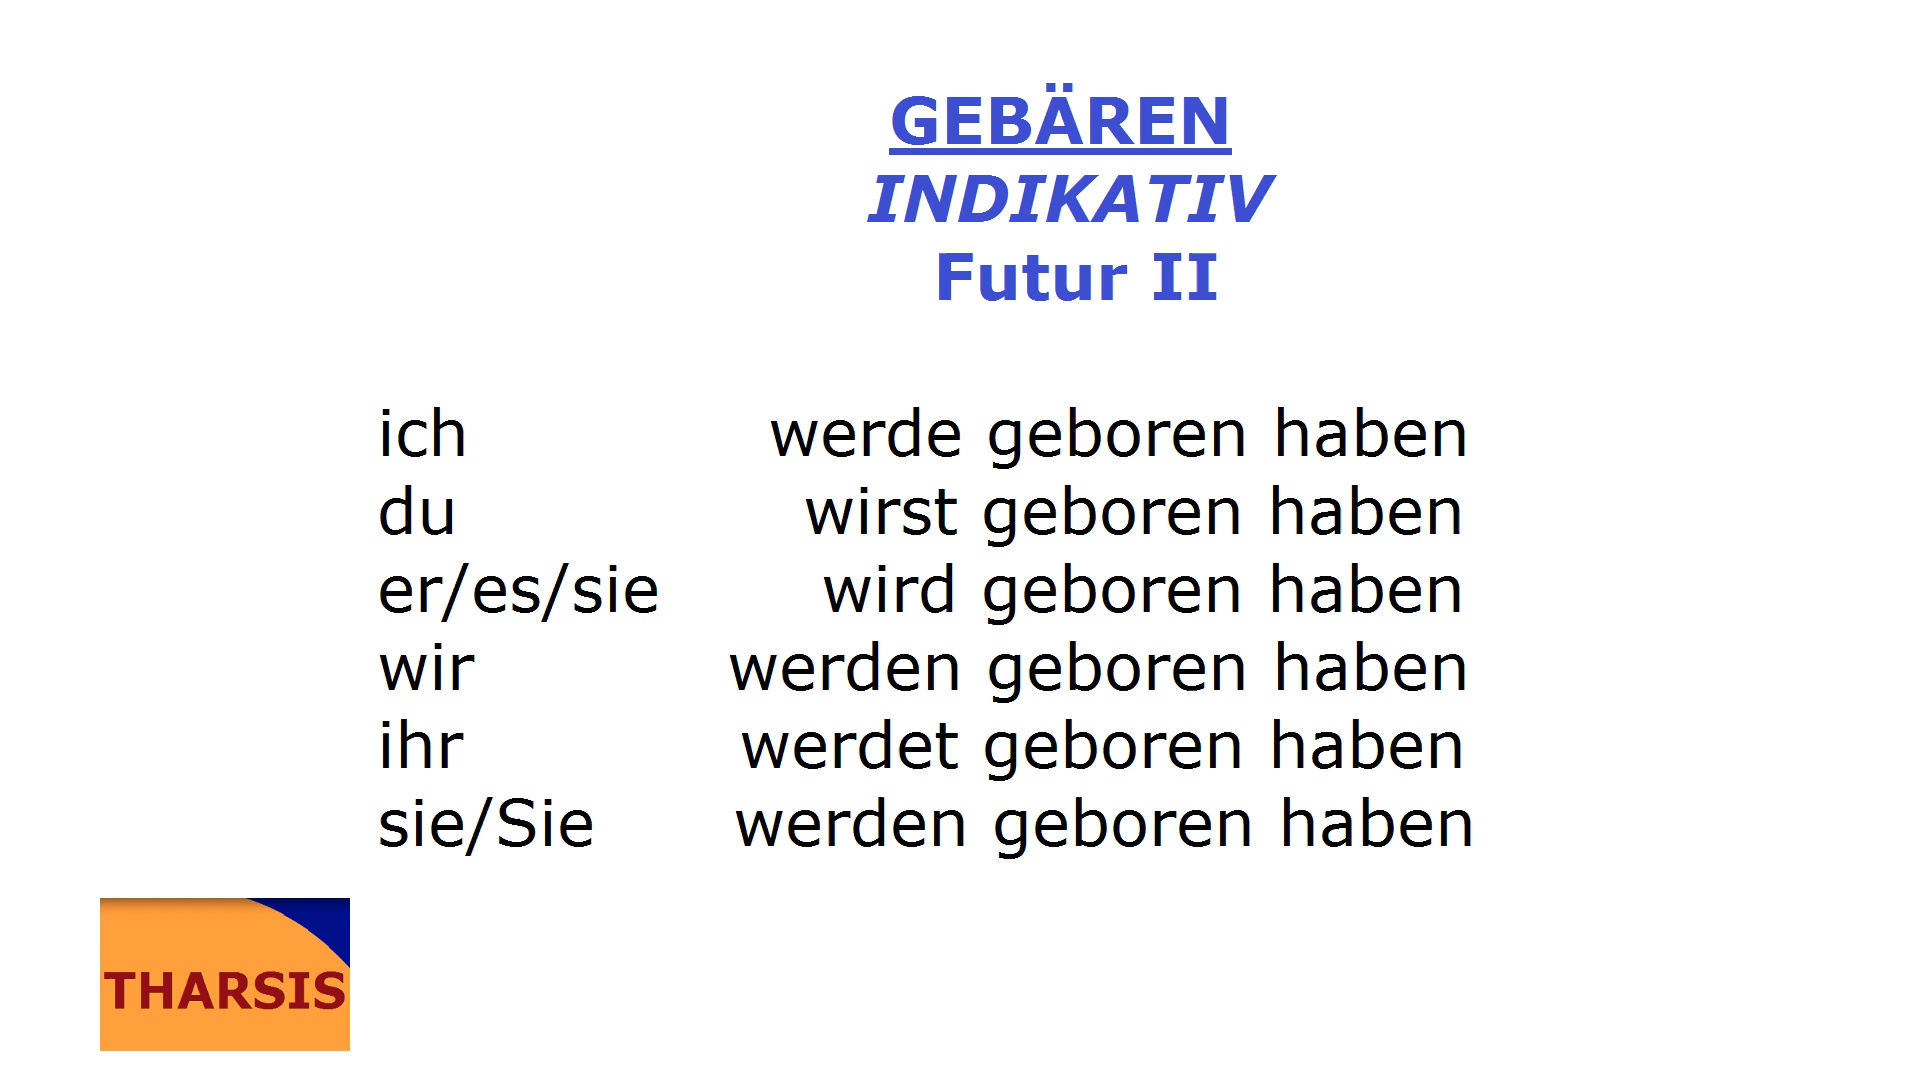 GEBÄREN
INDIKATIV
Futur II
ich werde geboren haben
du wirst geboren haben
er/es/sie wird geboren haben
wir werden geboren haben
ihr werdet geboren haben
sie/Sie werden geboren haben
THARSIS